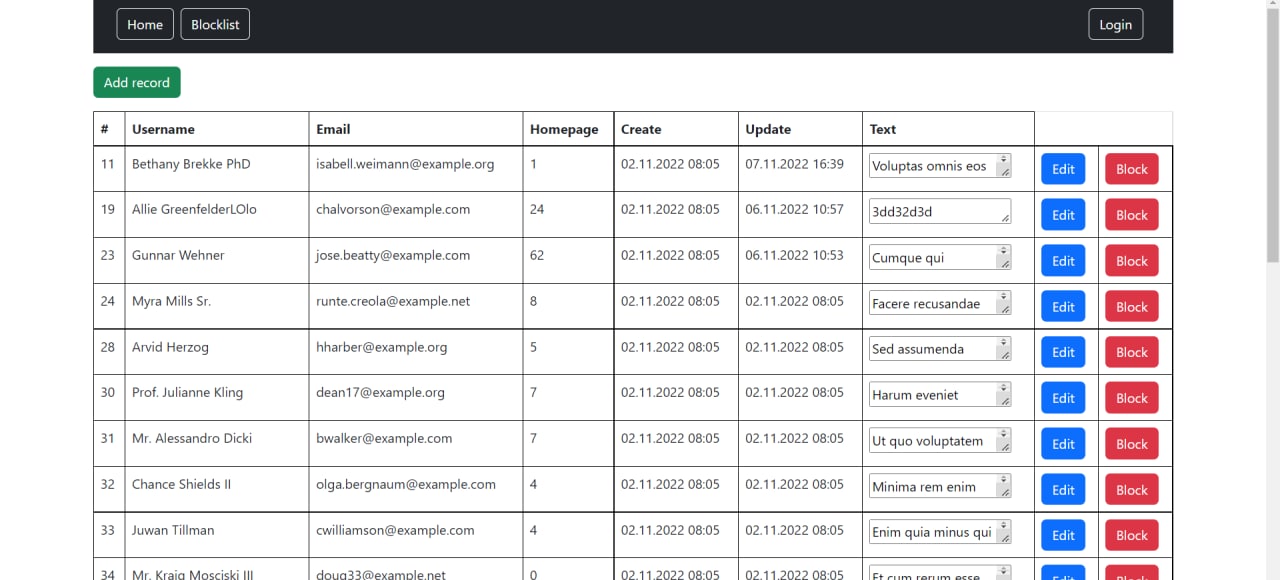 Home Blocklist Login
Add record
# Username Email Homepage Create Update Text
11 Bethany Brekke PhD isabell.weimann@example.org 1 02.11.2022 08:05 07.11.2022 16:39 Voluptas omnis eos Edit Block
19 Allie GreenfelderLOlo chalvorson@example.com 24 02.11.2022 08:05 06.11.2022 10:57 3dd32d3d Edit Block
23 Gunnar Wehner jose.beatty@example.com 62 02.11.2022 08:05 06.11.2022 10:53 Cumque qui Edit Block
24 Myra Mills Sr. runte.creola@example.net 8 02.11.2022 08:05 02.11.2022 08:05 Facere recusandae Edit Block
28 Arvid Herzog hharber@example.org 5 02.11.2022 08:05 02.11.2022 08:05 Sed assumenda Edit Block
30 Prof. Julianne Kling dean17@example.org 7 02.11.2022 08:05 02.11.2022 08:05 Harum eveniet Edit Block
31 Mr. Alessandro Dicki bwalker@example.com 7 02.11.2022 08:05 02.11.2022 08:05 Ut quo voluptatem Edit Block
32 Chance Shields II olga.bergnaum@example.com 4 02.11.2022 08:05 02.11.2022 08:05 Minima rem enim Edit Block
33 Juwan Tillman cwilliamson@example.com 4 02.11.2022 08:05 02.11.2022 08:05 Enim quia minus qui Edit Block
34 Mr. Kraig Mosciski III doug33@example.net 0 02.11.2022 08:05 02.11.2022 08:05 Et cum rerum esse Edit Block